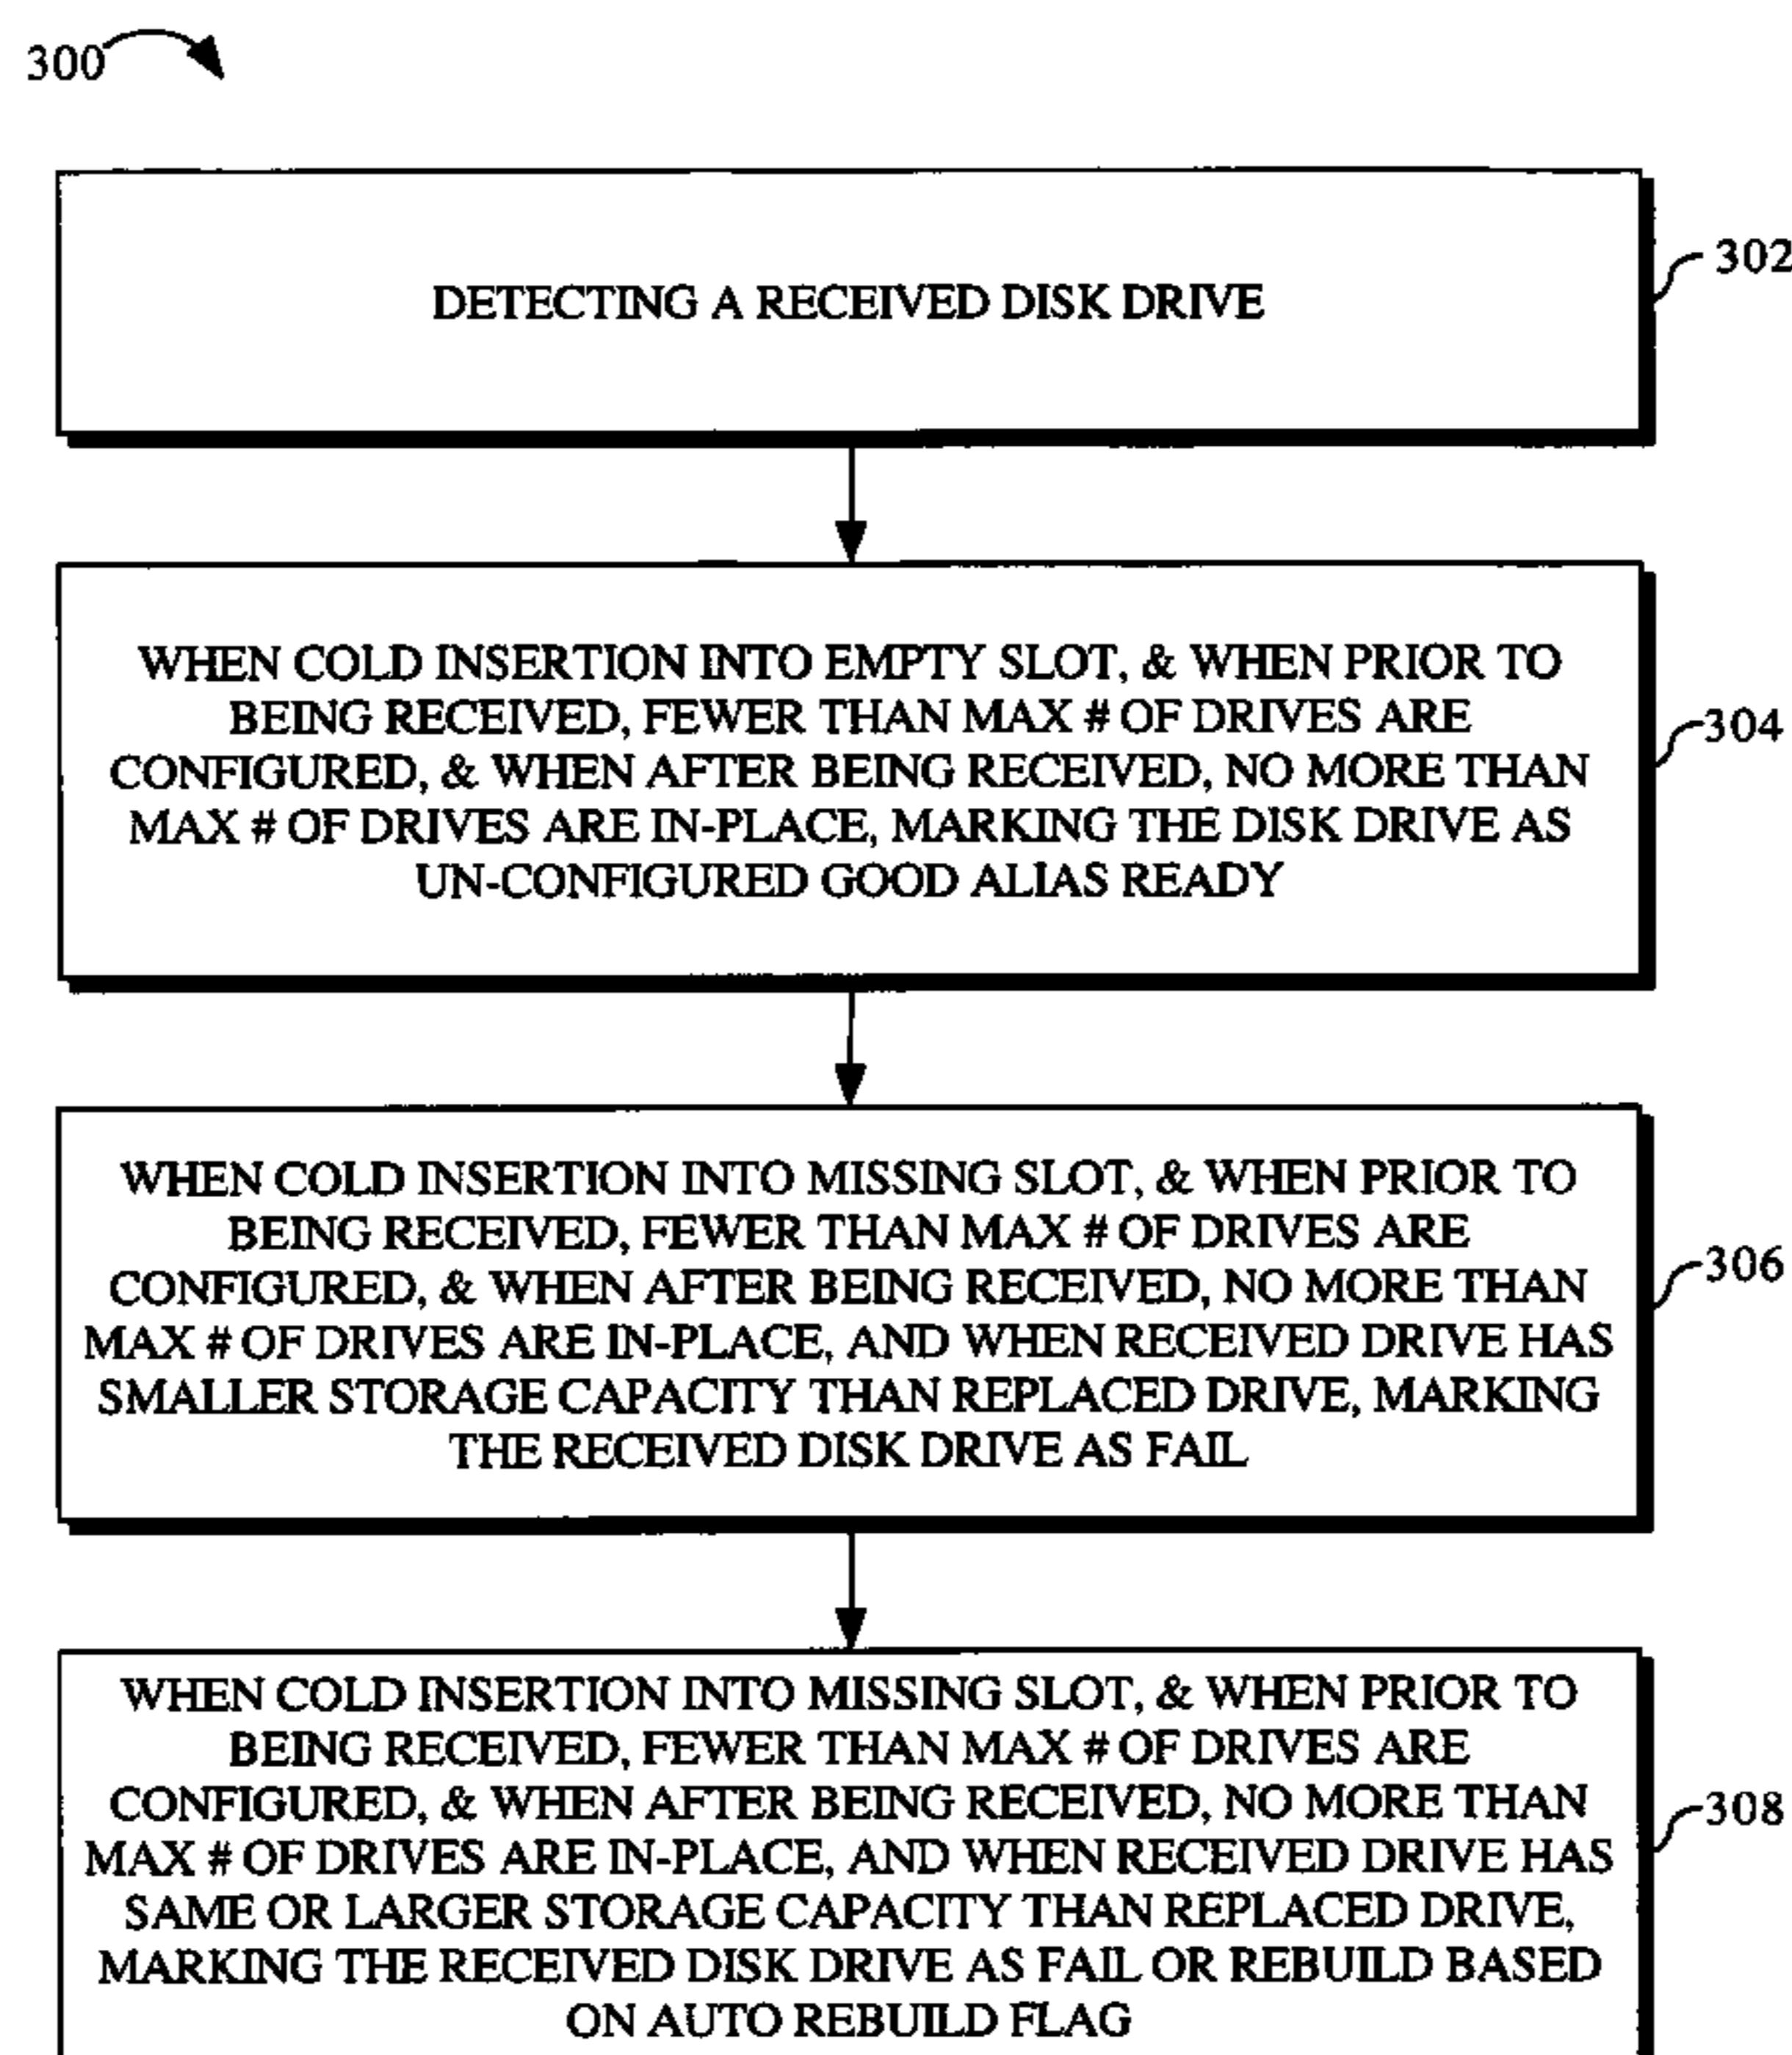 300
DETECTING A RECEIVED DISK DRIVE
302
WHEN COLD INSERTION INTO EMPTY SLOT, & WHEN PRIOR TO
BEING RECEIVED, FEWER THAN MAX # OF DRIVES ARE
CONFIGURED, & WHEN AFTER BEING RECEIVED, NO MORE THAN
MAX # OF DRIVES ARE IN-PLACE, MARKING THE DISK DRIVE AS
UN-CONFIGURED GOOD ALIAS READY
304
WHEN COLD INSERTION INTO MISSING SLOT, & WHEN PRIOR TO
BEING RECEIVED, FEWER THAN MAX # OF DRIVES ARE
CONFIGURED, & WHEN AFTER BEING RECEIVED, NO MORE THAN
MAX # OF DRIVES ARE IN-PLACE, AND WHEN RECEIVED DRIVE HAS
SMALLER STORAGE CAPACITY THAN REPLACED DRIVE, MARKING
THE RECEIVED DISK DRIVE AS FAIL
306
WHEN COLD INSERTION INTO MISSING SLOT, & WHEN PRIOR TO
BEING RECEIVED, FEWER THAN MAX # OF DRIVES ARE
CONFIGURED, & WHEN AFTER BEING RECEIVED, NO MORE THAN
MAX # OF DRIVES ARE IN-PLACE, AND WHEN RECEIVED DRIVE HAS
SAME OR LARGER STORAGE CAPACITY THAN REPLACED DRIVE,
MARKING THE RECEIVED DISK DRIVE AS FAIL OR REBUILD BASED
ON AUTO REBUILD FLAG
308